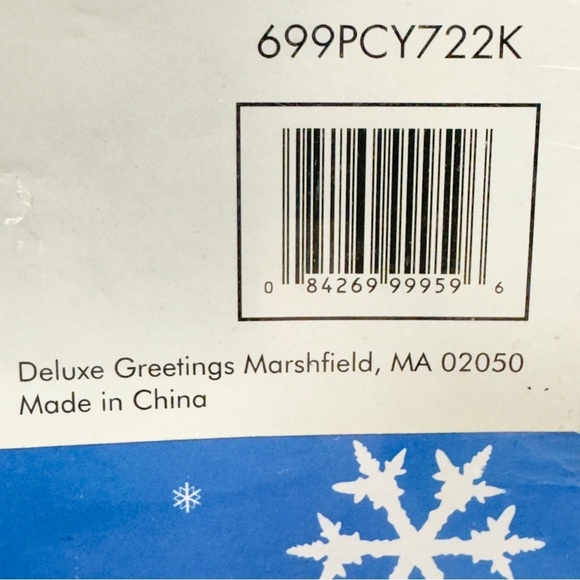 699PCY722K
0 84269 99959 6
Deluxe Greetings Marshfield, MA 02050
Made in China